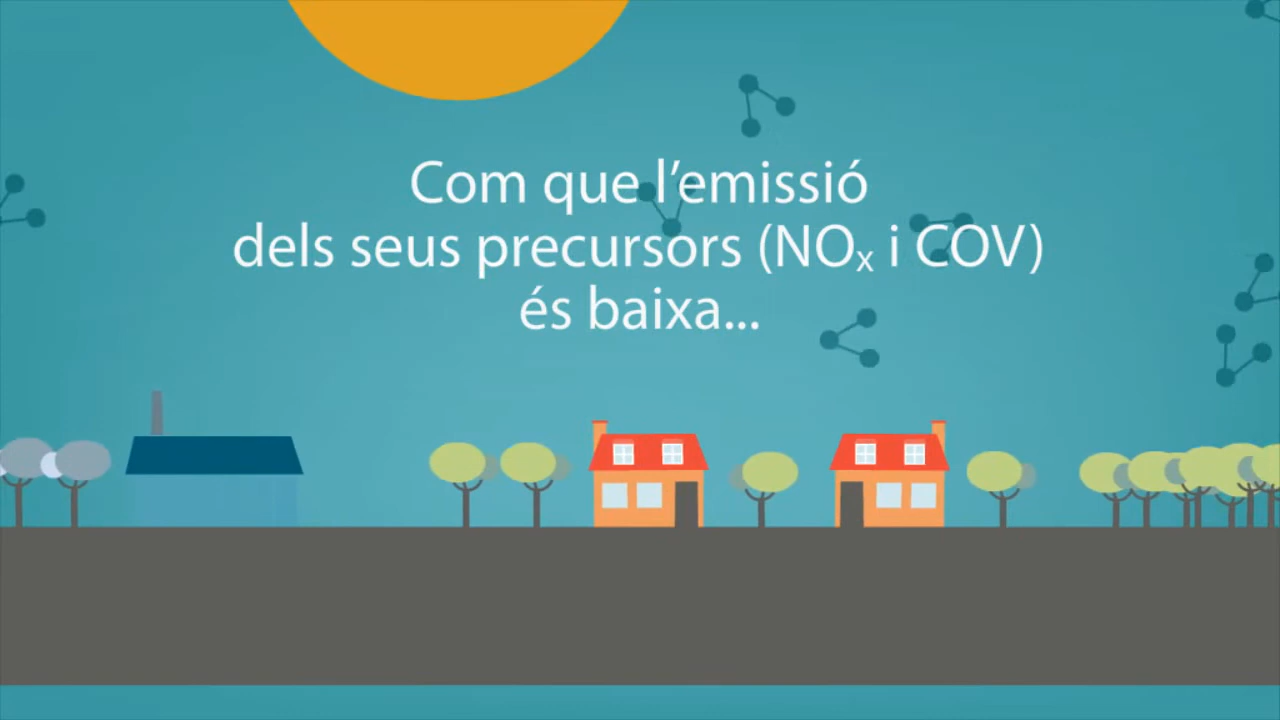 Com que l’emissió
dels seus precursors (NOₓ i COV)
és baixa...